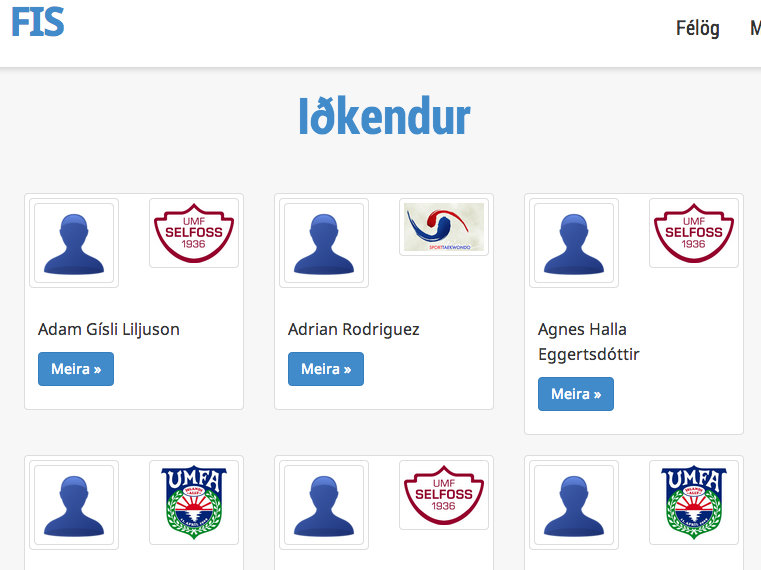 FIS
Félög
M
Iðkendur
UMF
SELFOSS
1936
SPORTTAEKWONDO
UMF
SELFOSS
1936
Adam Gísli Liljuson
Adrian Rodriguez
Agnes Halla
Eggertsdóttir
Meira »
Meira »
Meira »
UMFA
UMF
SELFOSS
1936
UMFA